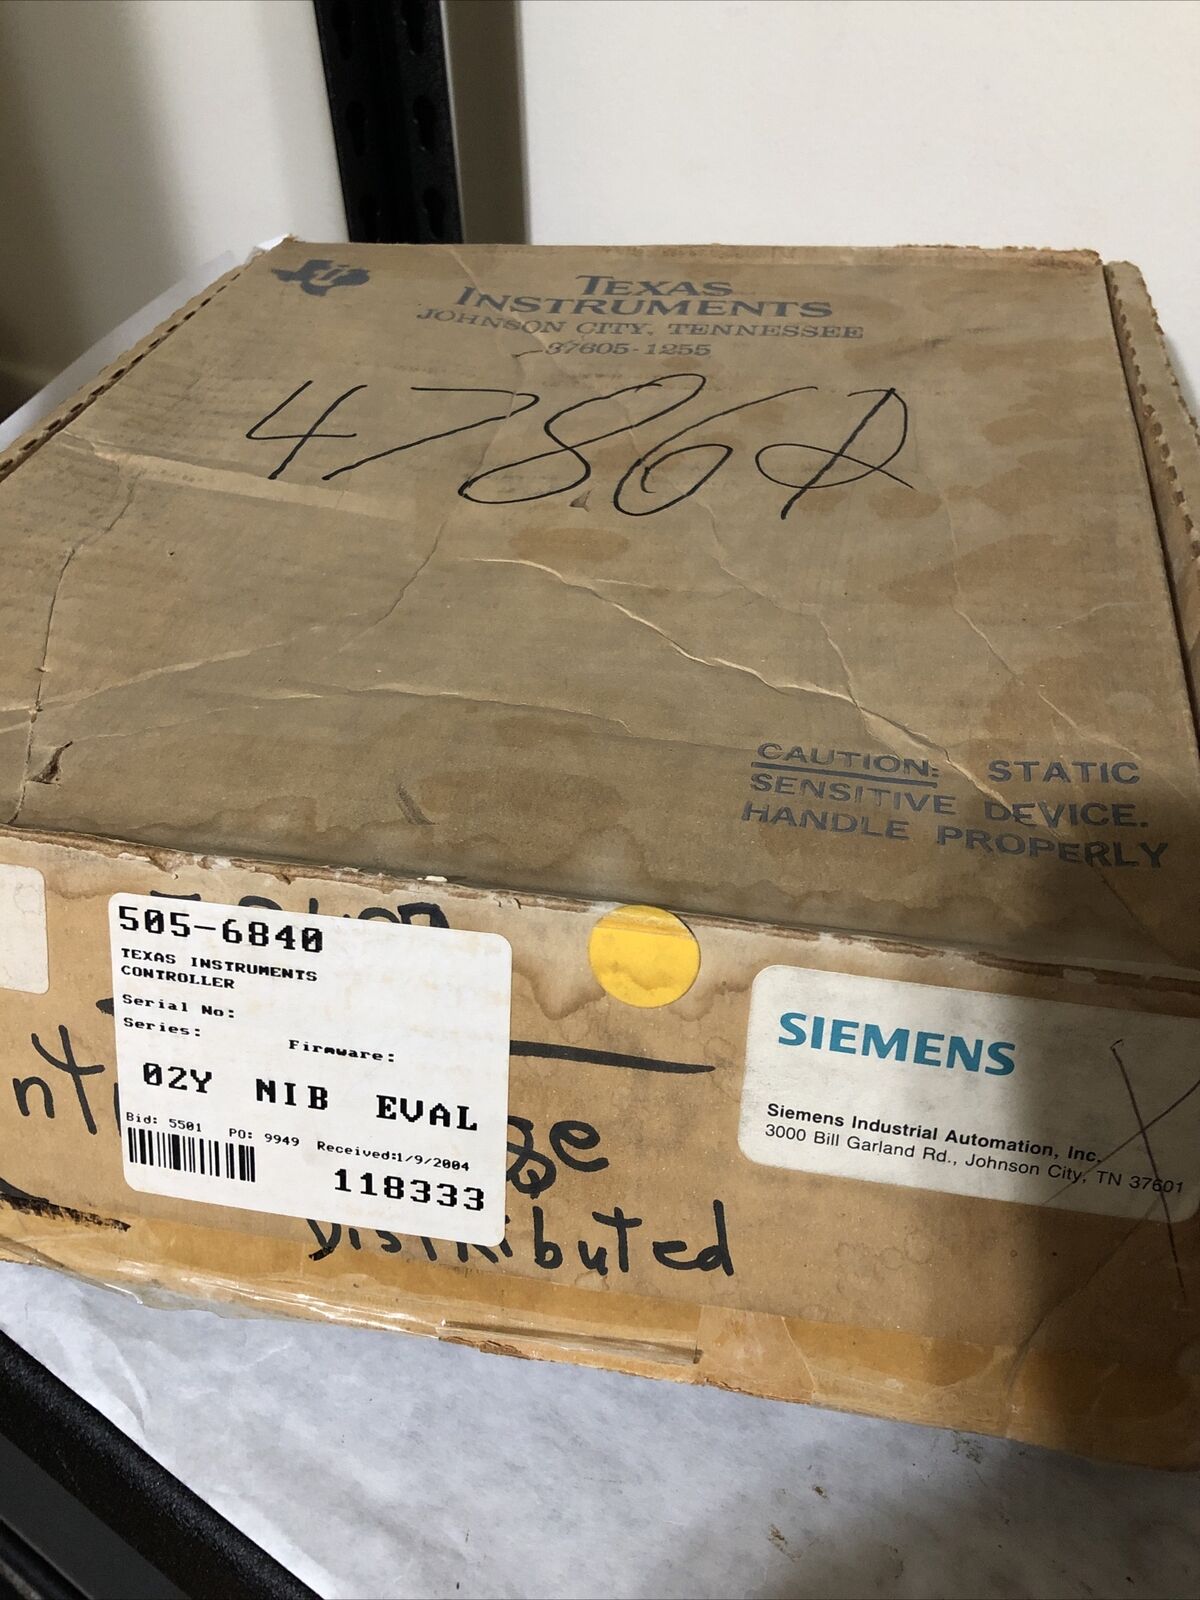 TEXAS
INSTRUMENTS
JOHNSON CITY, TENNESSEE
37605-1255
CAUTION: STATIC
SENSITIVE DEVICE.
HANDLE PROPERLY
505-6840
TEXAS INSTRUMENTS
CONTROLLER
Serial No:
Series:
Firmware:
02Y NIB EVAL
Bid: 5501 PO: 9949 Received:1/9/2004
118333
Distributed
SIEMENS
Siemens Industrial Automation, Inc.
3000 Bill Garland Rd., Johnson City, TN 37601